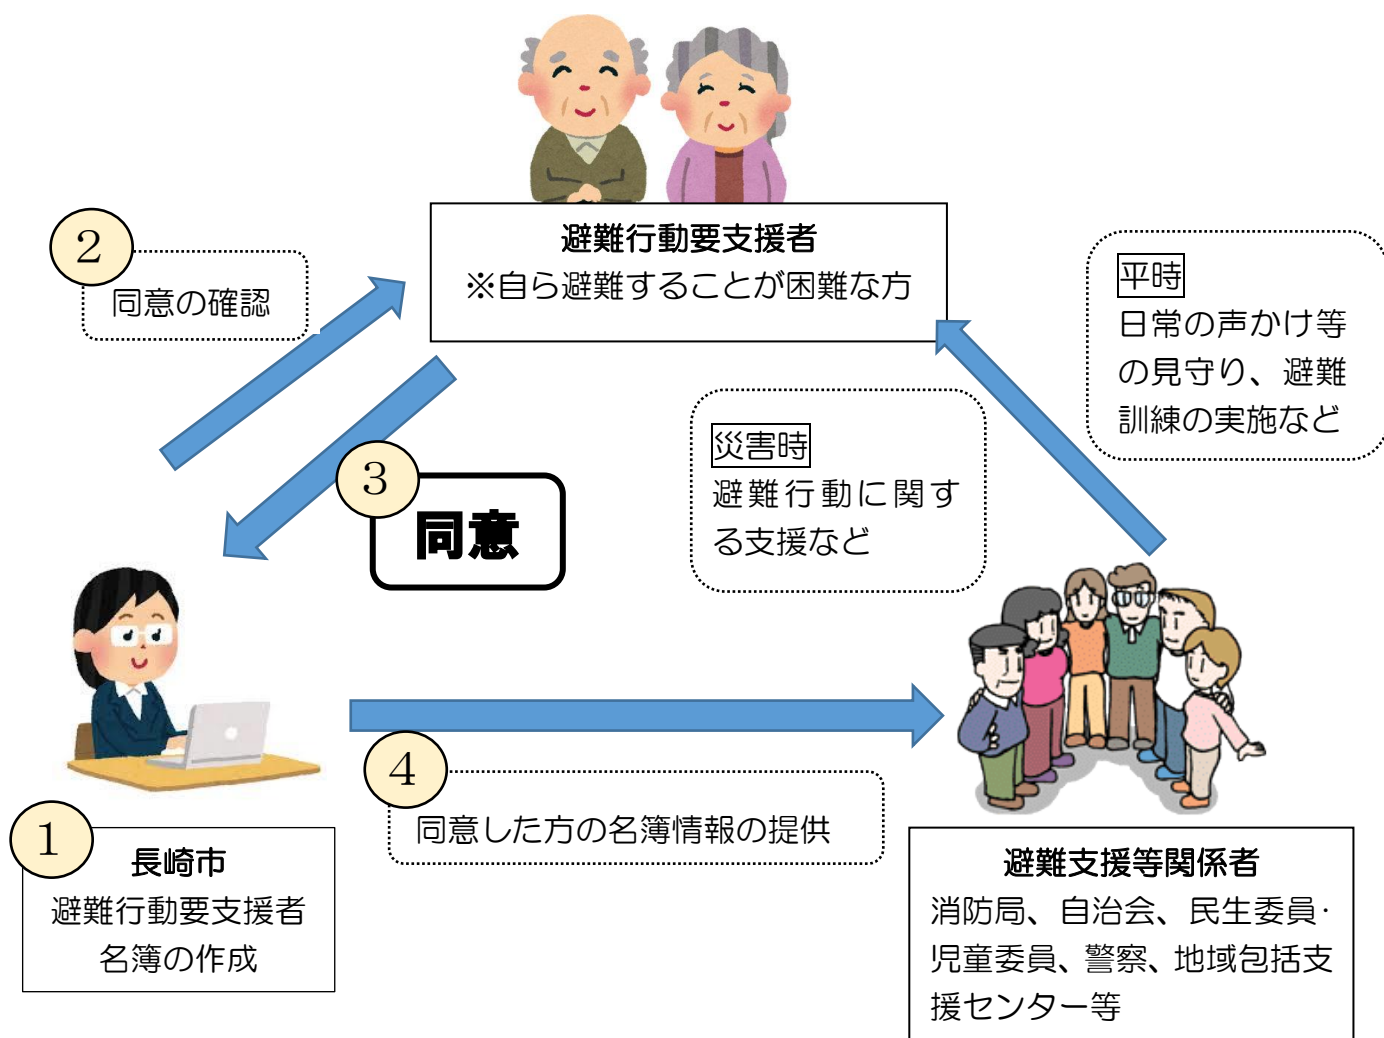 避難行動要支援者
※自ら避難することが困難な方
2
同意の確認
平時
日常の声かけ等
の見守り、避難
訓練の実施など
災害時
避難行動に関す
る支援など
3
同意
4
同意した方の名簿情報の提供
1
長崎市
避難行動要支援者
名簿の作成
避難支援等関係者
消防局、自治会、民生委員・
児童委員、警察、地域包括支
援センター等